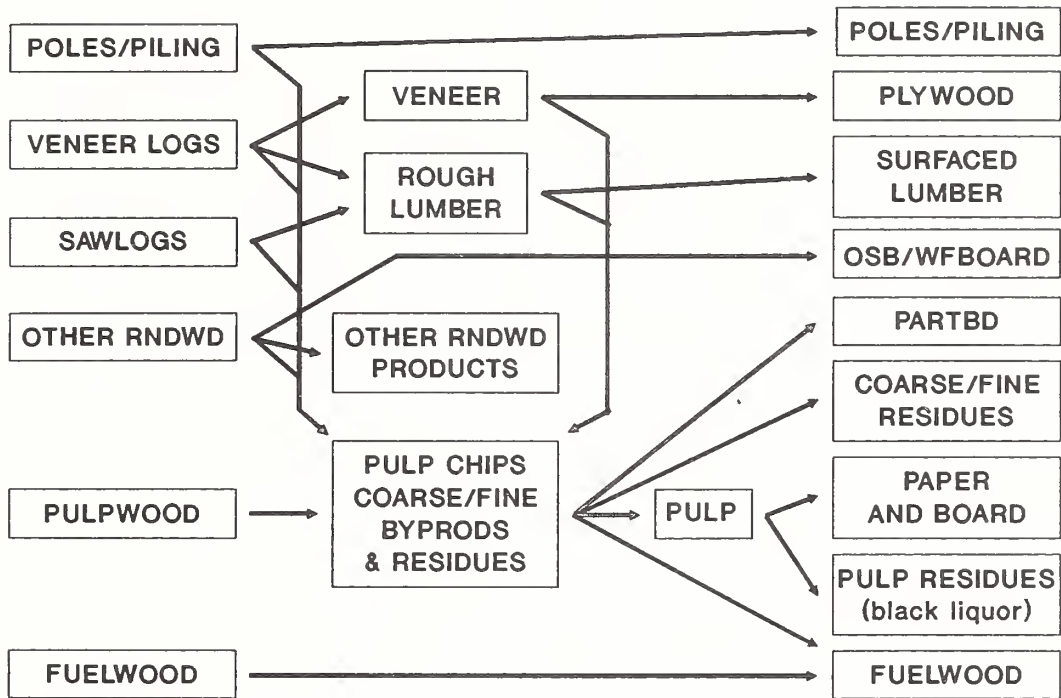 POLES/PILING
VENEER LOGS
SAWLOGS
OTHER RNDWD
PULPWOOD
FUELWOOD
VENEER
ROUGH
LUMBER
OTHER RNDWD
PRODUCTS
PULP CHIPS
COARSE/FINE
BYPRODS
& RESIDUES
PULP
POLES/PILING
PLYWOOD
SURFACED
LUMBER
OSB/WFBOARD
PARTBD
COARSE/FINE
RESIDUES
PAPER
AND BOARD
PULP RESIDUES
(black liquor)
FUELWOOD